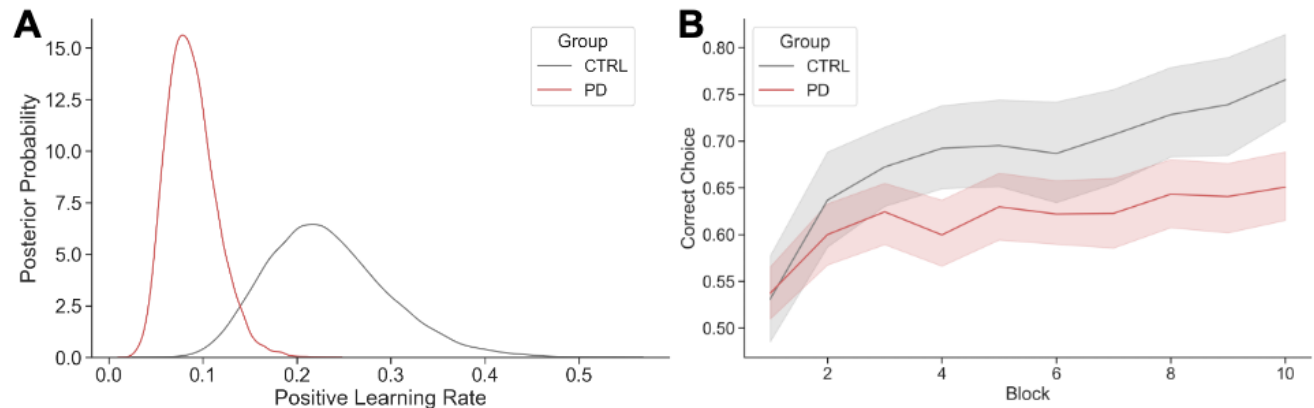 A
Posterior Probability
15.0
12.5
10.0
7.5
5.0
2.5
0.0
Group
CTRL
PD
0.0 0.1 0.2 0.3 0.4 0.5
Positive Learning Rate
B
Correct Choice
0.80
0.75
0.70
0.65
0.60
0.55
0.50
Group
CTRL
PD
2 4 6 8 10
Block